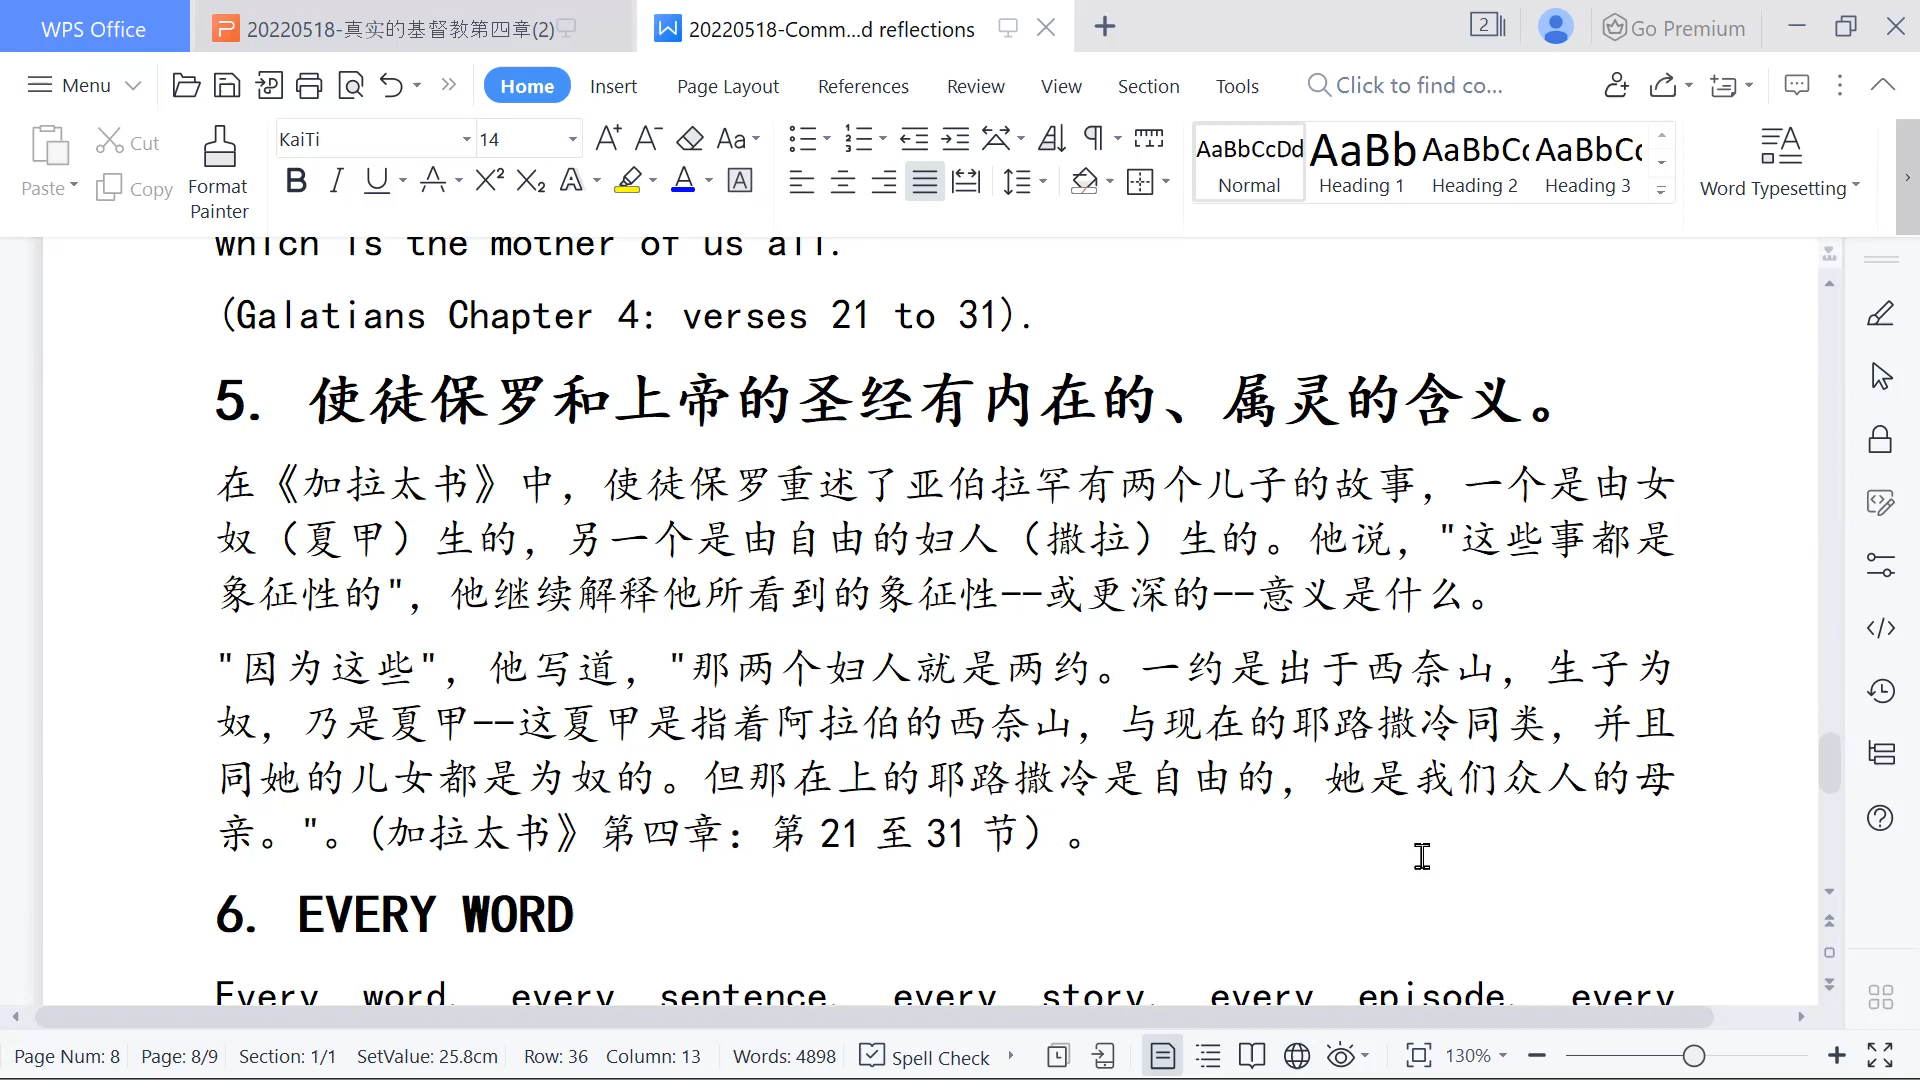 WPS Office
20220518-真实的基督教第四章(2)
20220518-Comm...d reflections
2
Go Premium
Menu
Home
Insert
Page Layout
References
Review
View
Section
Tools
Click to find co...
Paste
Cut
Copy
Format
Painter
KaiTi
14
AaBbCcDd
Normal
AaBb
Heading 1
AaBbCc
Heading 2
AaBbCc
Heading 3
Word Typesetting
which is the mother of us all.
(Galatians Chapter 4: verses 21 to 31).
5. 使徒保罗和上帝的圣经有内在的、属灵的含义。
在《加拉太书》中，使徒保罗重述了亚伯拉罕有两个儿子的故事，一个是由女
奴（夏甲）生的，另一个是由自由的妇人（撒拉）生的。他说，"这些事都是
象征性的"，他继续解释他所看到的象征性--或更深的--意义是什么。
"因为这些"，他写道，"那两个妇人就是两约。一约是出于西奈山，生子为
奴，乃是夏甲--这夏甲是指着阿拉伯的西奈山，与现在的耶路撒冷同类，并且
同她的儿女都是为奴的。但那在上的耶路撒冷是自由的，她是我们众人的母
亲。"。(加拉太书》第四章：第 21 至 31 节）。
6. EVERY WORD
Every word, every sentence, every story, every episode, every
Page Num: 8
Page: 8/9
Section: 1/1
SetValue: 25.8cm
Row: 36
Column: 13
Words: 4898
Spell Check
130%